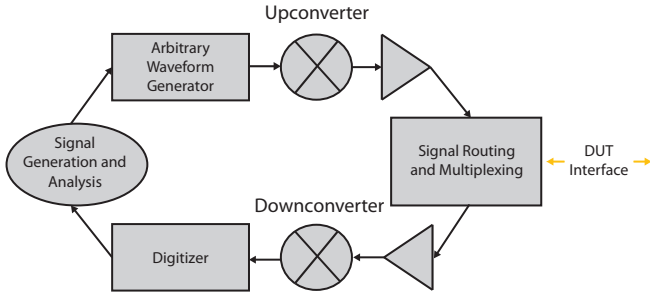 Upconverter
Arbitrary
Waveform
Generator
Signal
Generation and
Analysis
Signal Routing
and Multiplexing
DUT
Interface
Downconverter
Digitizer